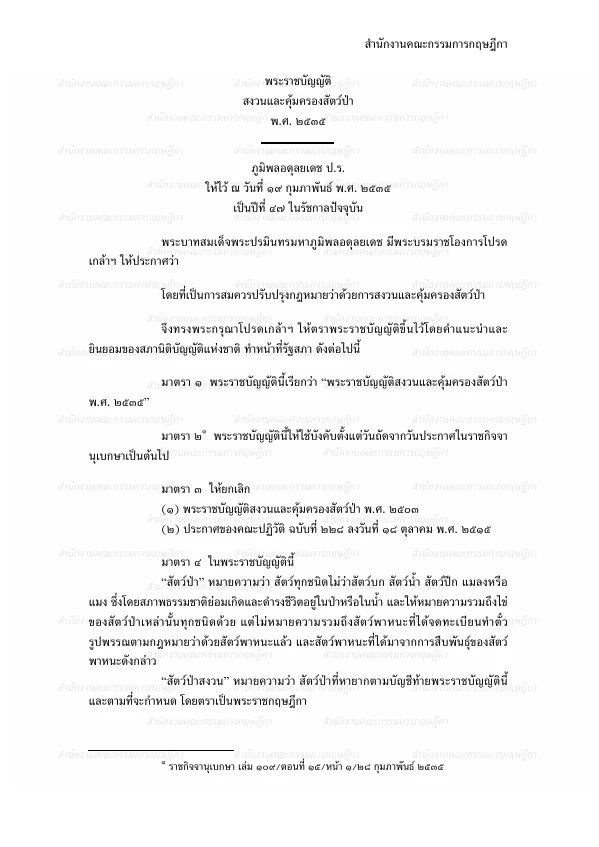 สำนักงานคณะกรรมการกฤษฎีกา
พระราชบัญญัติ
สงวนและคุ้มครองสัตว์ป่า
พ.ศ. ๒๕๓๕
ภูมิพลอดุลยเดช ป.ร.
ให้ไว้ ณ วันที่ ๑๙ กุมภาพันธ์ พ.ศ. ๒๕๓๕
เป็นปีที่ ๔๗ ในรัชกาลปัจจุบัน
พระบาทสมเด็จพระปรมินทรมหาภูมิพลอดุลยเดช มีพระบรมราชโองการโปรด
เกล้าฯ ให้ประกาศว่า
โดยที่เป็นการสมควรปรับปรุงกฎหมายว่าด้วยการสงวนและคุ้มครองสัตว์ป่า
จึงทรงพระกรุณาโปรดเกล้าฯ ให้ตราพระราชบัญญัติขึ้นไว้โดยคำแนะนำและ
ยินยอมของสภานิติบัญญัติแห่งชาติ ทำหน้าที่รัฐสภา ดังต่อไปนี้
มาตรา ๑ พระราชบัญญัตินี้เรียกว่า “พระราชบัญญัติสงวนและคุ้มครองสัตว์ป่า
พ.ศ. ๒๕๓๕”
มาตรา ๒๑ พระราชบัญญัตินี้ให้ใช้บังคับตั้งแต่วันถัดจากวันประกาศในราชกิจจา
นุเบกษาเป็นต้นไป
มาตรา ๓ ให้ยกเลิก
(๑) พระราชบัญญัติสงวนและคุ้มครองสัตว์ป่า พ.ศ. ๒๕๐๓
(๒) ประกาศของคณะปฏิวัติ ฉบับที่ ๒๒๘ ลงวันที่ ๑๘ ตุลาคม พ.ศ. ๒๕๑๕
มาตรา ๔ ในพระราชบัญญัตินี้
“สัตว์ป่า” หมายความว่า สัตว์ทุกชนิดไม่ว่าสัตว์บก สัตว์น้ำ สัตว์ปีก แมลงหรือ
แมง ซึ่งโดยสภาพธรรมชาติย่อมเกิดและดำรงชีวิตอยู่ในป่าหรือในน้ำ และให้หมายความรวมถึงไข่
ของสัตว์ป่าเหล่านั้นทุกชนิดด้วย แต่ไม่หมายความรวมถึงสัตว์พาหนะที่ได้จดทะเบียนทำตั๋ว
รูปพรรณตามกฎหมายว่าด้วยสัตว์พาหนะแล้ว และสัตว์พาหนะที่ได้มาจากการสืบพันธุ์ของสัตว์
พาหนะดังกล่าว
“สัตว์ป่าสงวน” หมายความว่า สัตว์ป่าที่หายากตามบัญชีท้ายพระราชบัญญัตินี้
และตามที่จะกำหนด โดยตราเป็นพระราชกฤษฎีกา
๑ ราชกิจจานุเบกษา เล่ม ๑๐๙/ตอนที่ ๑๕/หน้า ๑/๒๘ กุมภาพันธ์ ๒๕๓๕